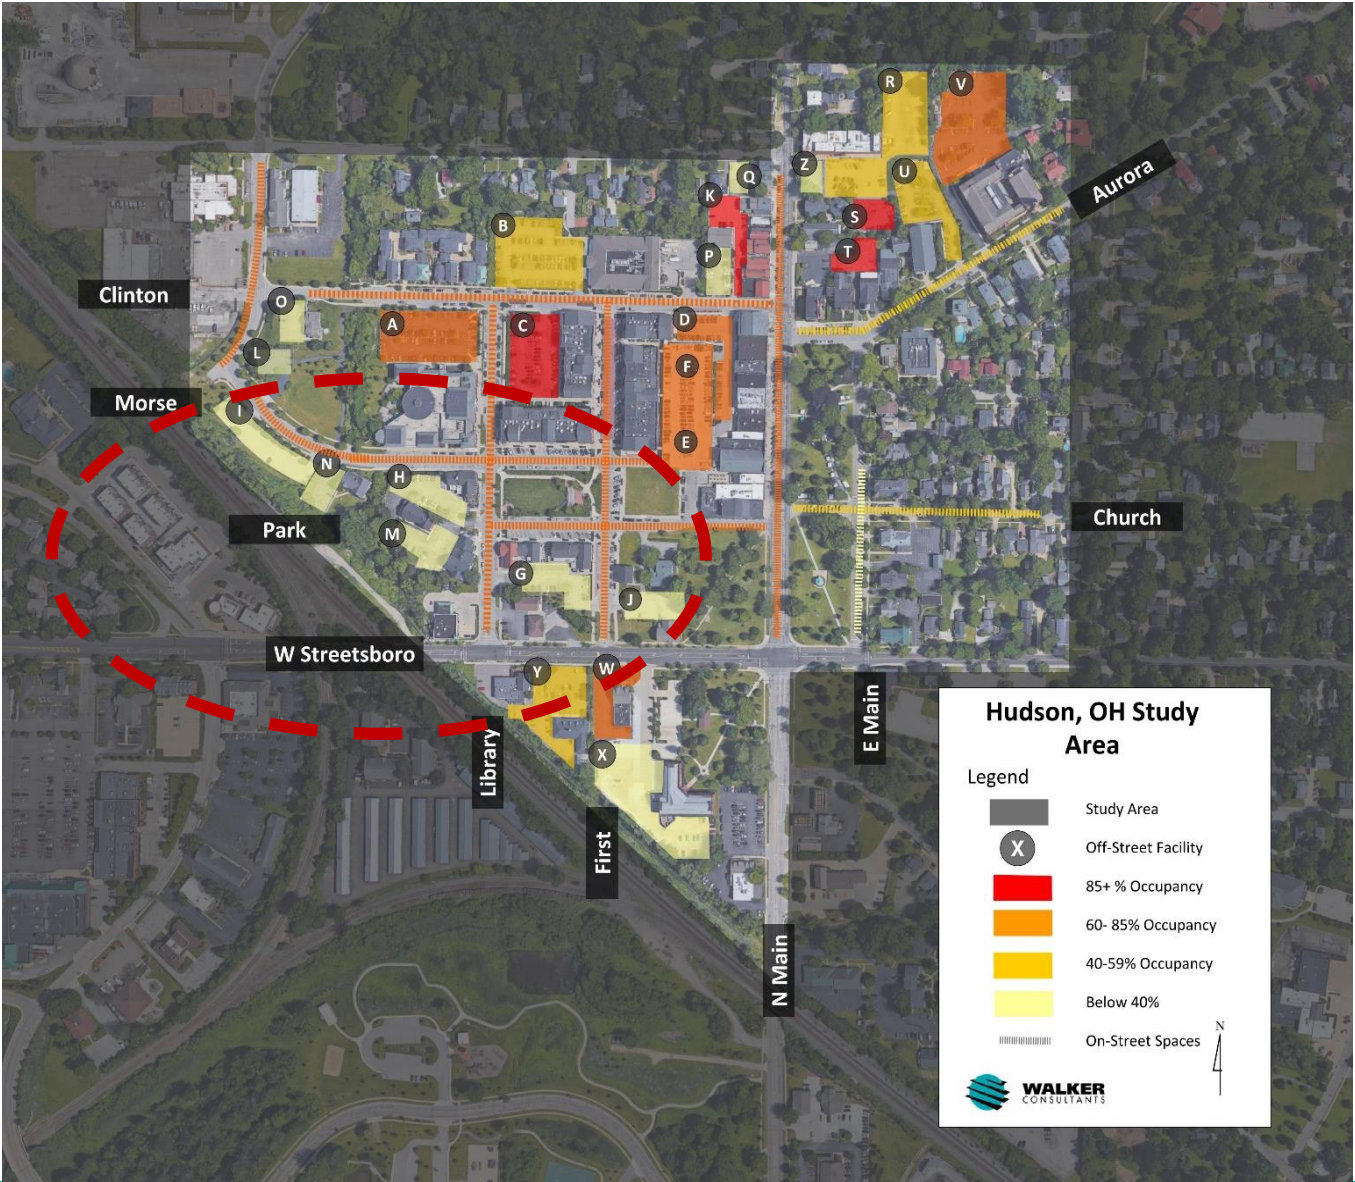 R
V
Z
U
Aurora
Q
K
S
B
T
P
Clinton
O
A
C
D
L
F
Morse
I
E
N
H
Church
Park
M
G
J
W Streetsboro
Y
W
E Main
Library
X
First
N Main
Hudson, OH Study
Area
Legend
Study Area
X
Off-Street Facility
85+ % Occupancy
60- 85% Occupancy
40-59% Occupancy
Below 40%
On-Street Spaces
N
WALKER
CONSULTANTS